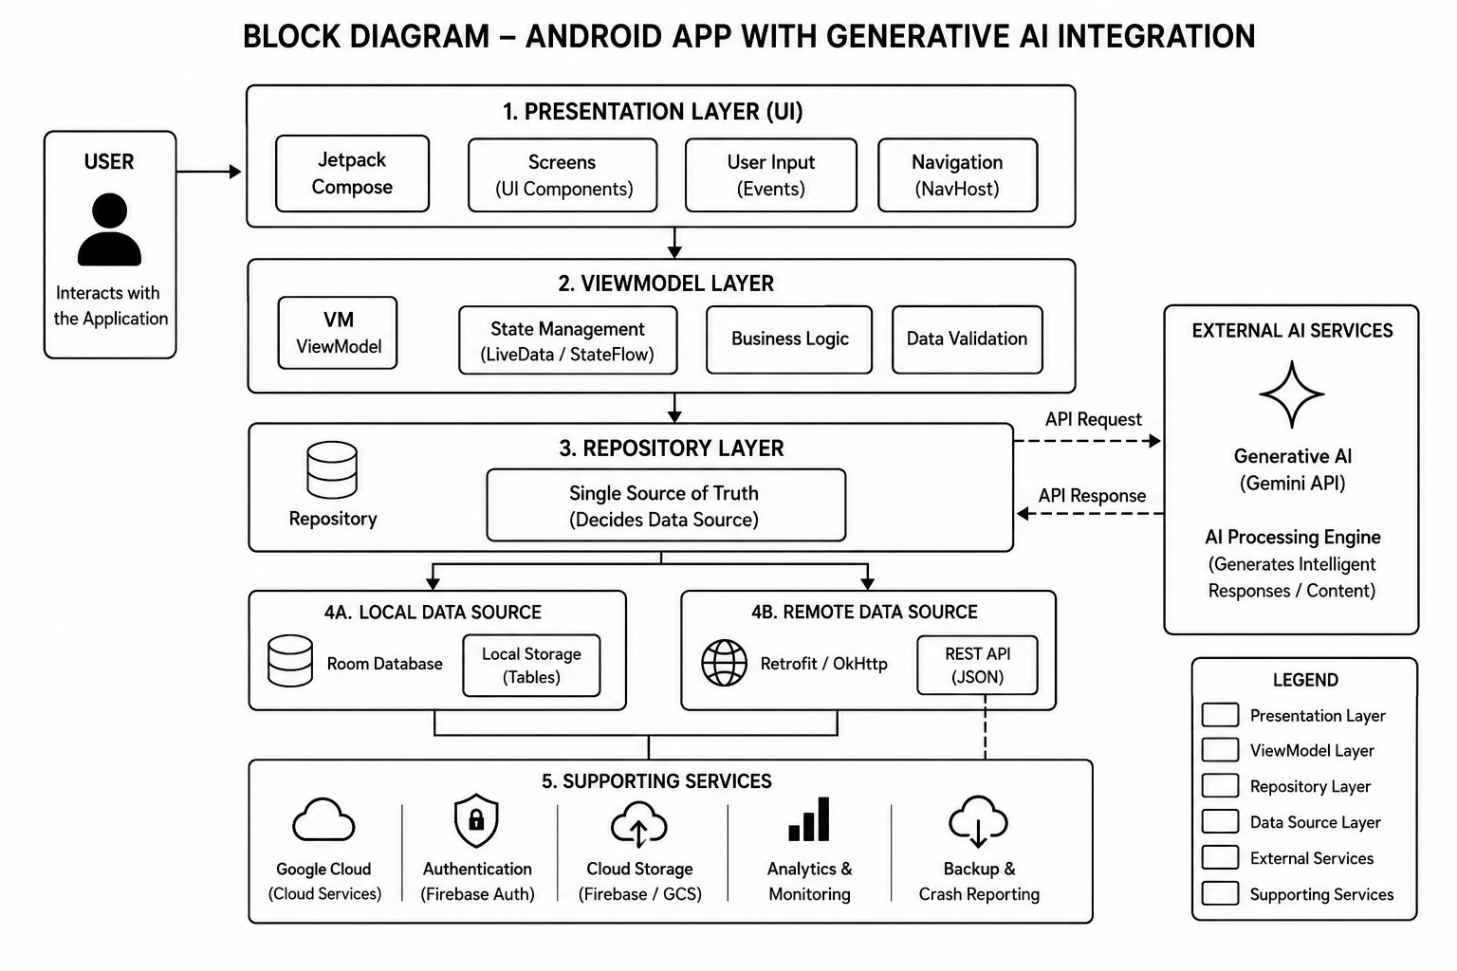 BLOCK DIAGRAM – ANDROID APP WITH GENERATIVE AI INTEGRATION
USER
Interacts with
the Application
1. PRESENTATION LAYER (UI)
Jetpack
Compose
Screens
(UI Components)
User Input
(Events)
Navigation
(NavHost)
2. VIEWMODEL LAYER
VM
ViewModel
State Management
(LiveData / StateFlow)
Business Logic
Data Validation
3. REPOSITORY LAYER
Repository
Single Source of Truth
(Decides Data Source)
API Request
API Response
EXTERNAL AI SERVICES
Generative AI
(Gemini API)
AI Processing Engine
(Generates Intelligent
Responses / Content)
4A. LOCAL DATA SOURCE
Room Database
Local Storage
(Tables)
4B. REMOTE DATA SOURCE
Retrofit / OkHttp
REST API
(JSON)
5. SUPPORTING SERVICES
Google Cloud
(Cloud Services)
Authentication
(Firebase Auth)
Cloud Storage
(Firebase / GCS)
Analytics &
Monitoring
Backup &
Crash Reporting
LEGEND
Presentation Layer
ViewModel Layer
Repository Layer
Data Source Layer
External Services
Supporting Services